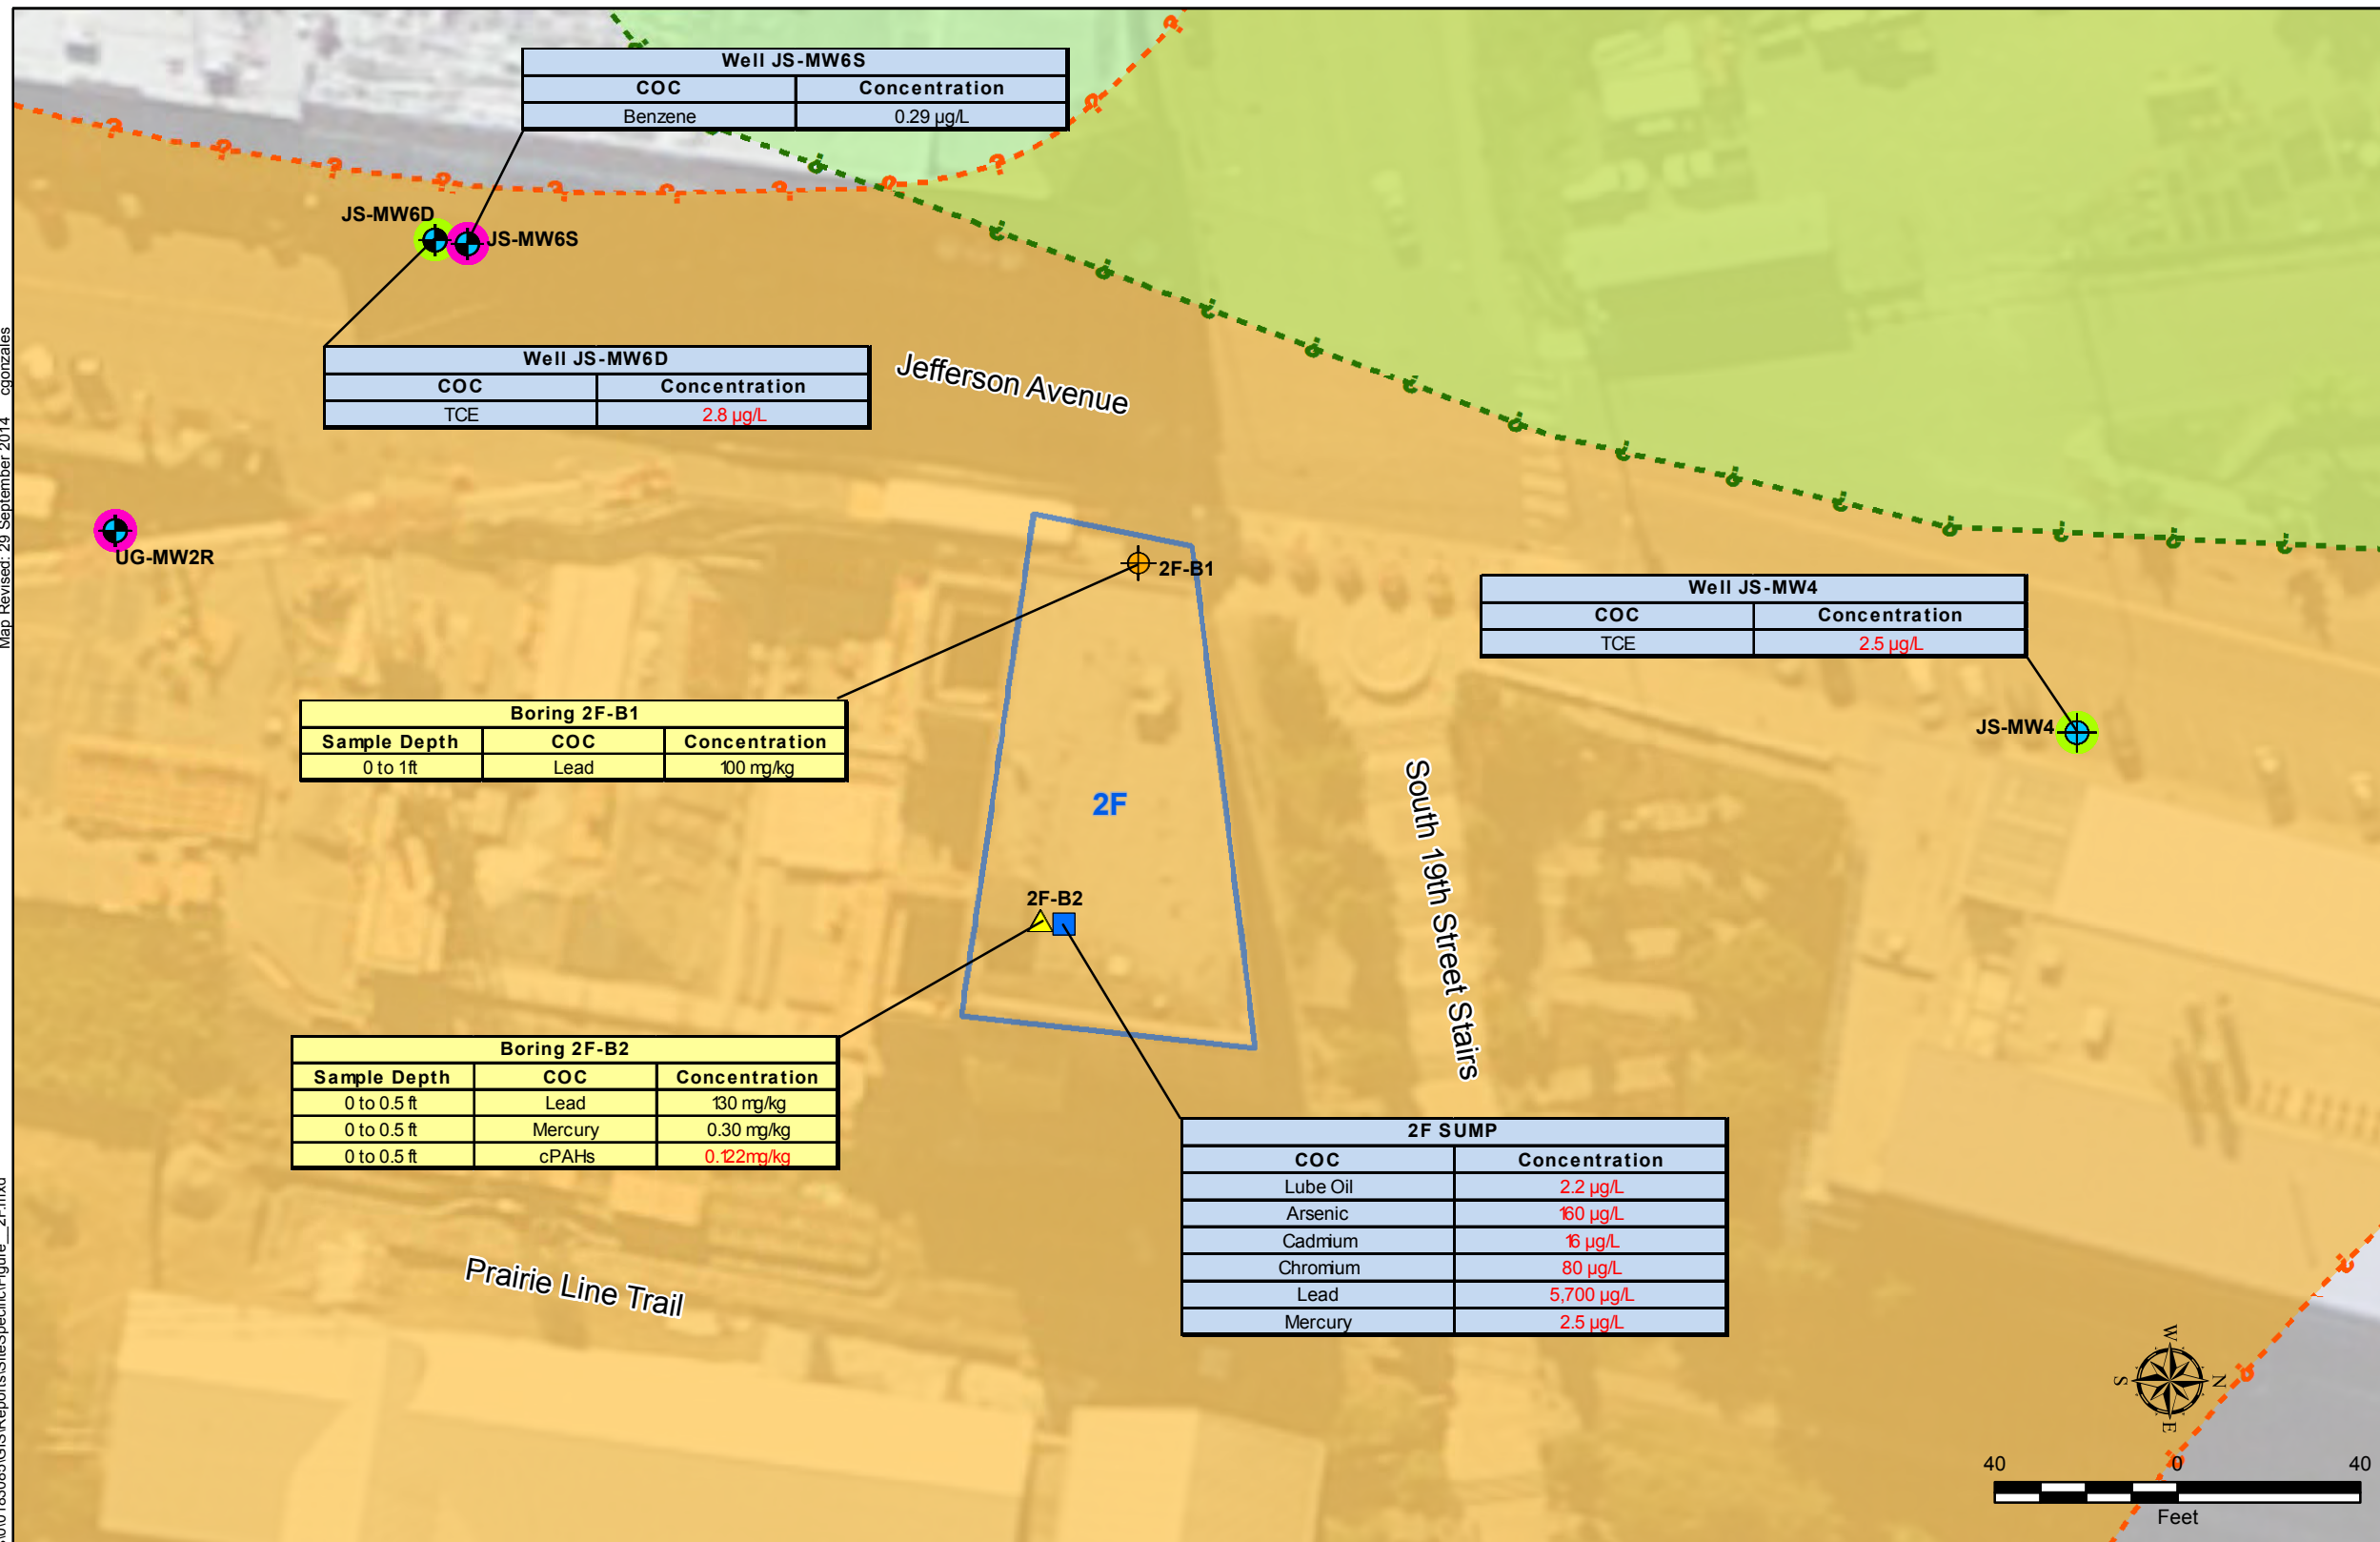 Well JS-MW6S
COC Concentration
Benzene 0.29 µg/L
JS-MW6D
JS-MW6S
Well JS-MW6D
COC Concentration
TCE 2.8 µg/L
Jefferson Avenue
UG-MW2R
2F-B1
Well JS-MW4
COC Concentration
TCE 2.5 µg/L
JS-MW4
Boring 2F-B1
Sample Depth COC Concentration
0 to 1ft Lead 100 mg/kg
2F
South 19th Street Stairs
2F-B2
Boring 2F-B2
Sample Depth COC Concentration
0 to 0.5 ft Lead 130 mg/kg
0 to 0.5 ft Mercury 0.30 mg/kg
0 to 0.5 ft cPAHs 0.122mg/kg
2F SUMP
COC Concentration
Lube Oil 2.2 µg/L
Arsenic 160 µg/L
Cadmium 16 µg/L
Chromium 80 µg/L
Lead 5,700 µg/L
Mercury 2.5 µg/L
Prairie Line Trail
W
S N
E
40 0 40
Feet
Map Revised: 29 September 2014 cgonzales